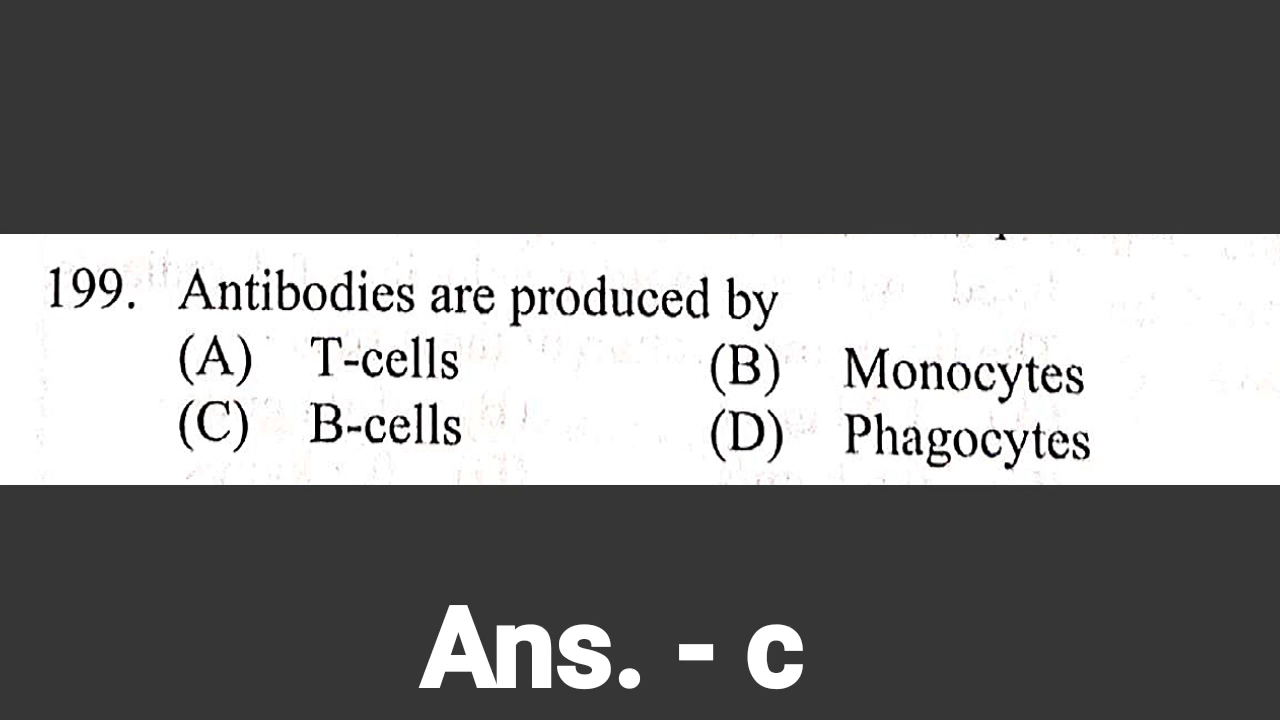 199. Antibodies are produced by
(A) T-cells (B) Monocytes
(C) B-cells (D) Phagocytes
Ans. - c